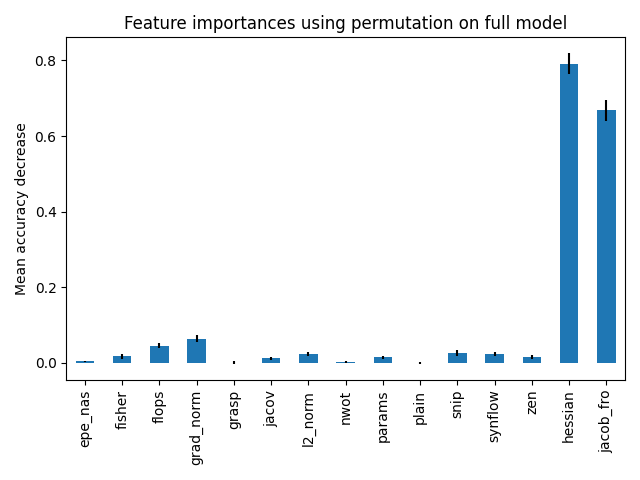 Feature importances using permutation on full model
Mean accuracy decrease
0.8
0.6
0.4
0.2
0.0
epe_nas
fisher
flops
grad_norm
grasp
jacov
l2_norm
nwot
params
plain
snip
synflow
zen
hessian
jacob_fro